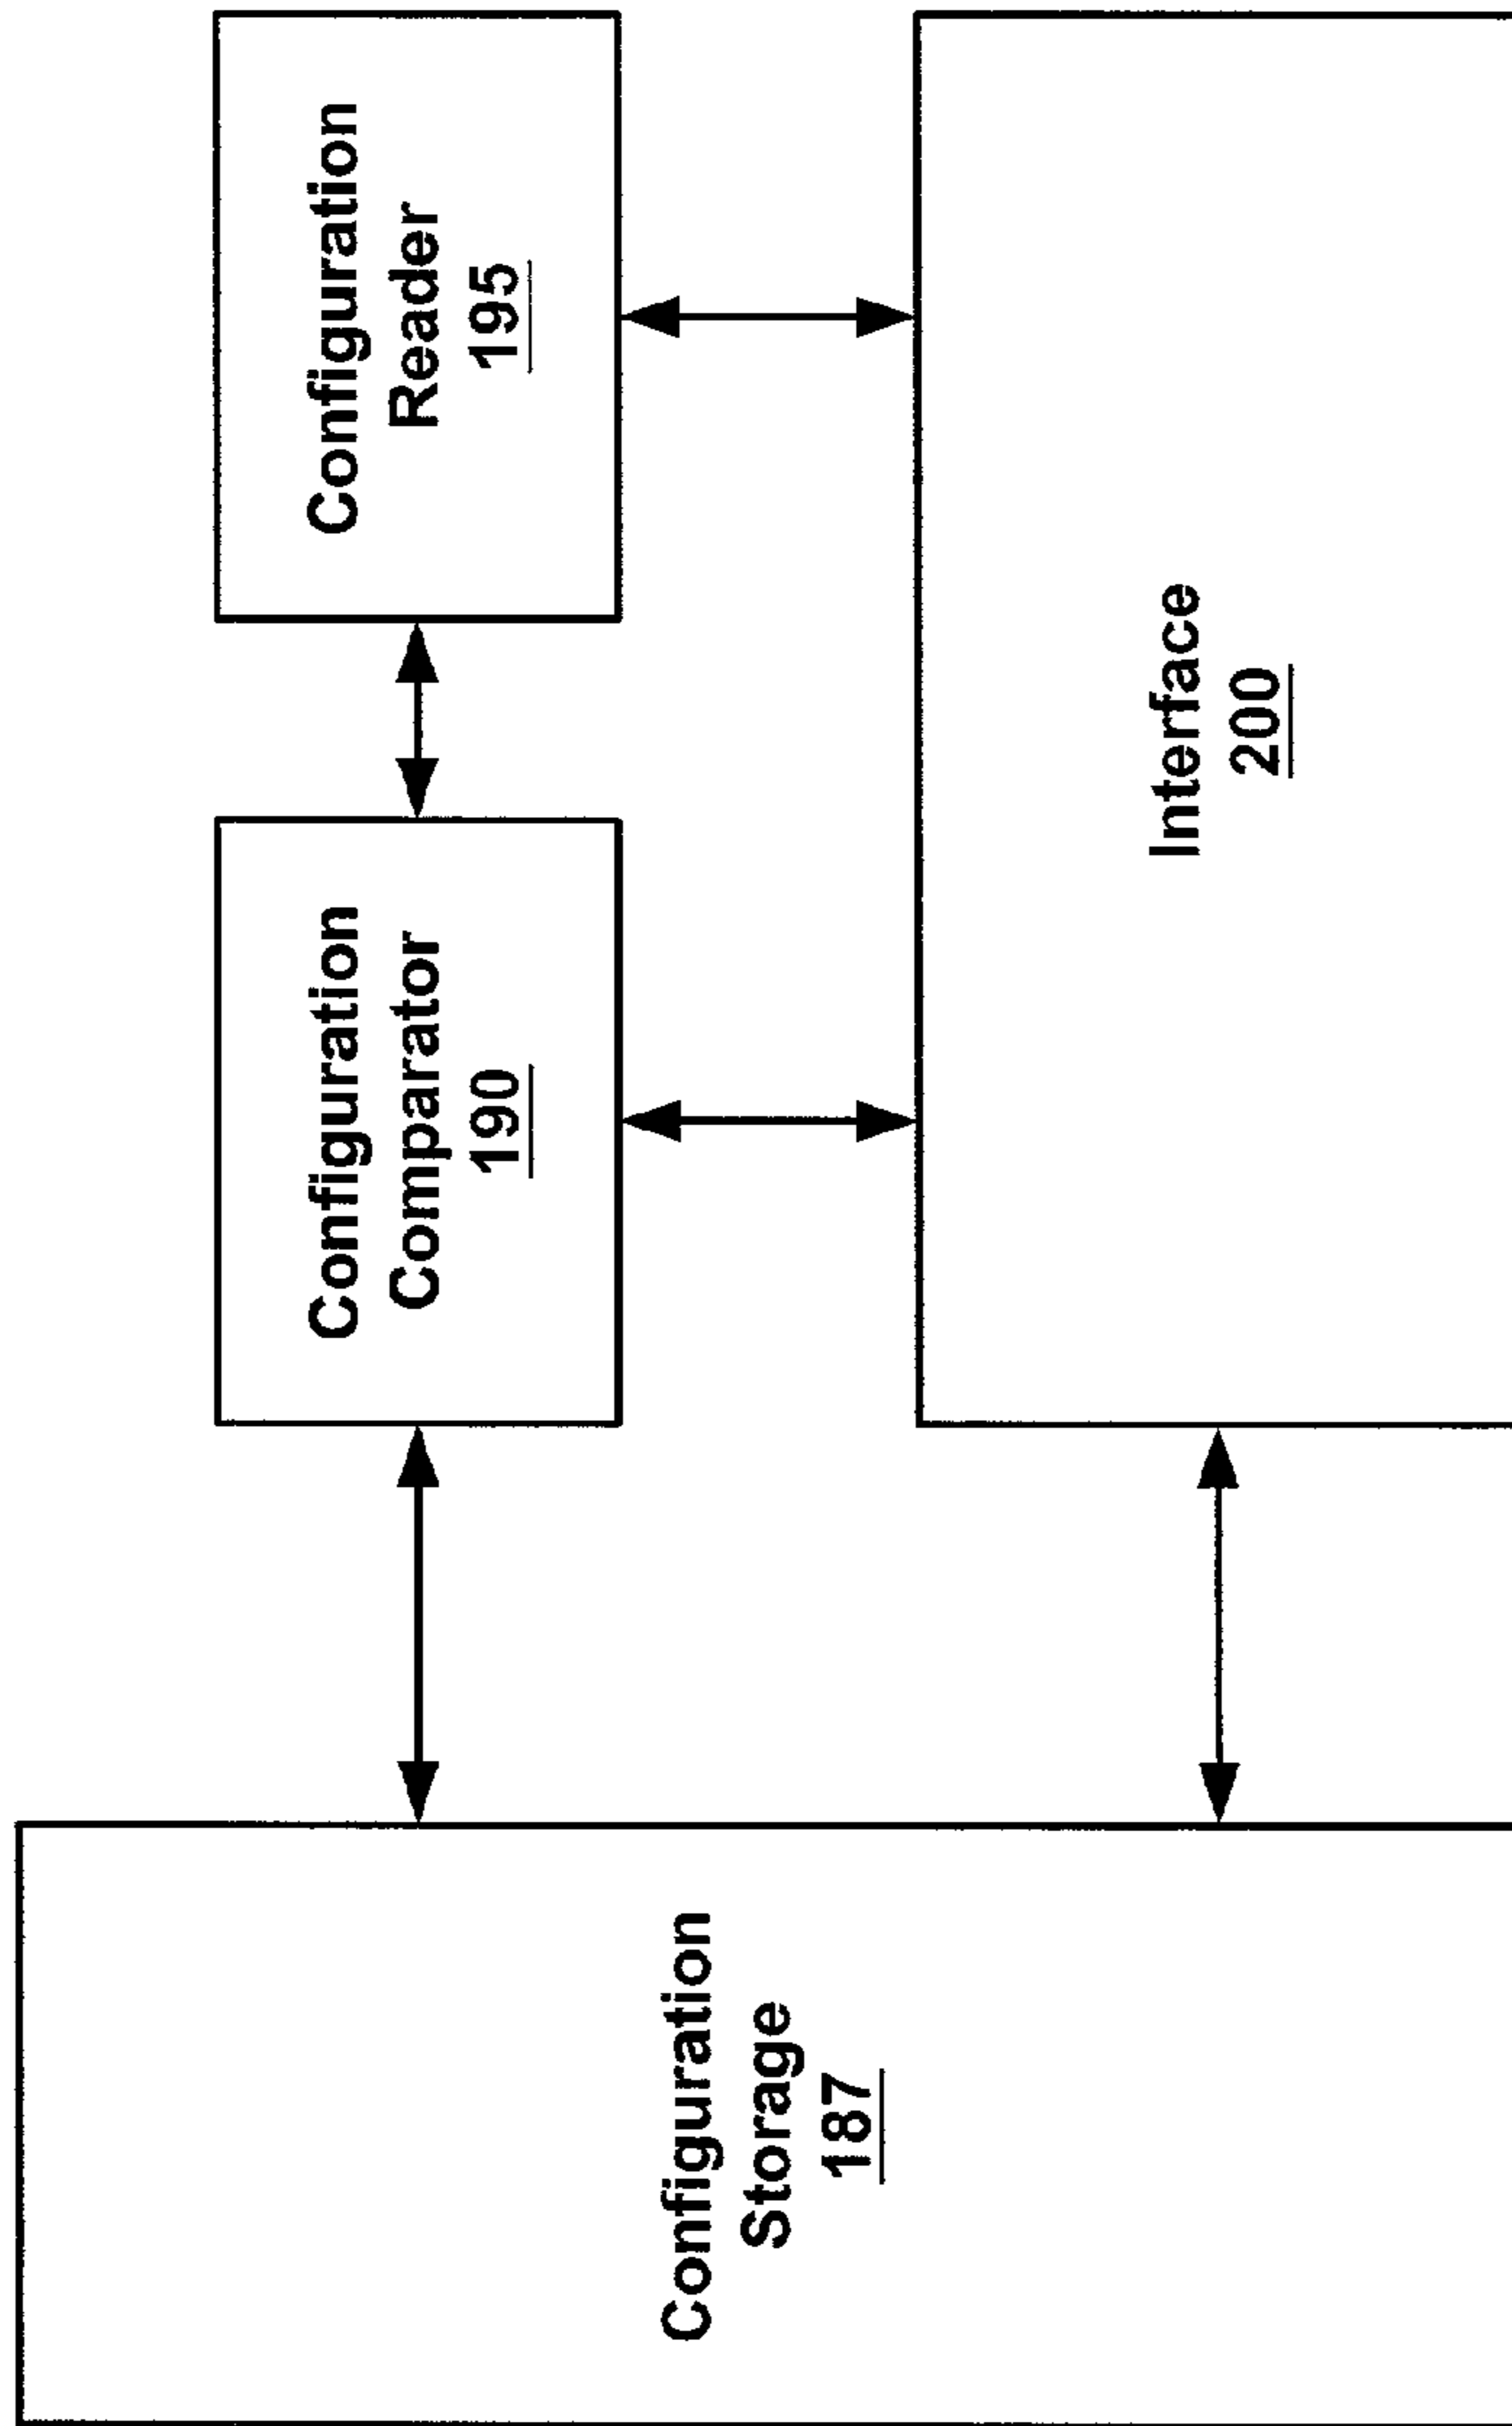 Configuration
Storage
187
Configuration
Comparator
190
Configuration
Reader
195
Interface
200